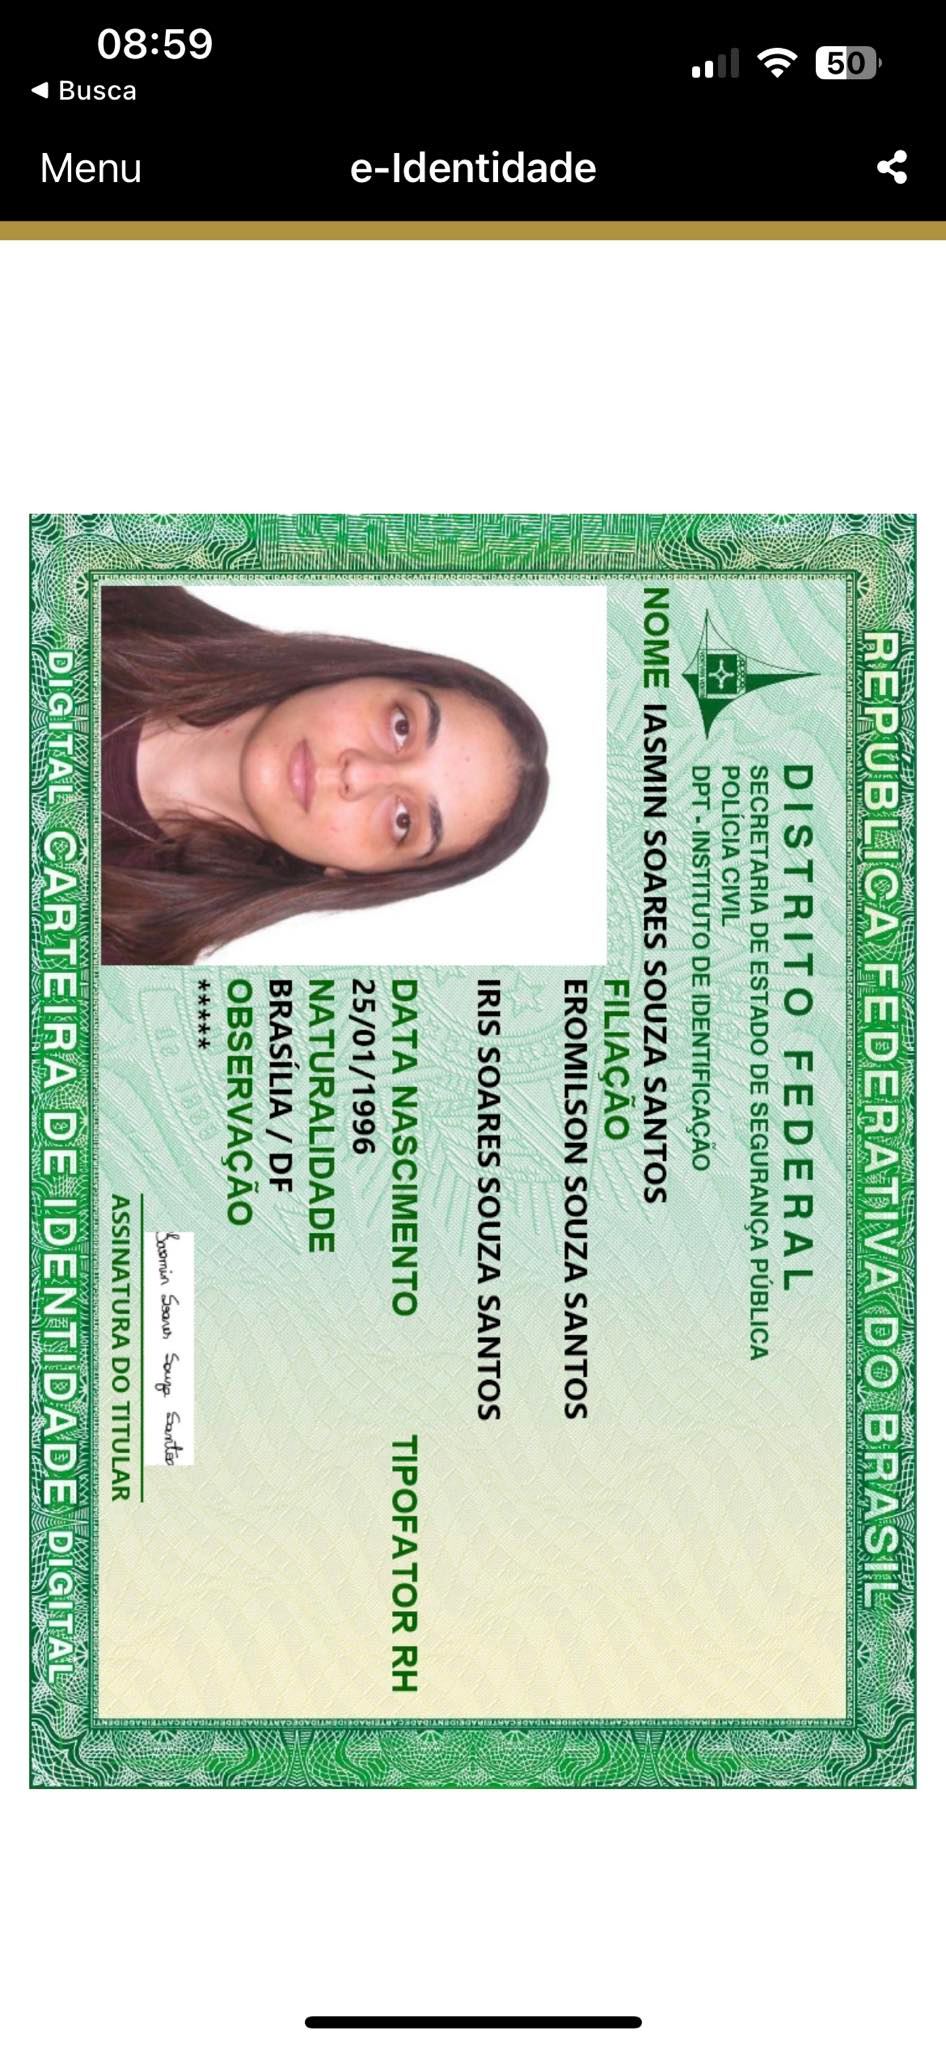 08:59
50
Busca
Menu
e-Identidade
REPÚBLICA FEDERATIVA DO BRASIL
DISTRITO FEDERAL
SECRETARIA DE ESTADO DE SEGURANÇA PÚBLICA
POLÍCIA CIVIL
DPT - INSTITUTO DE IDENTIFICAÇÃO
NOME IASMIN SOARES SOUZA SANTOS
FILIAÇÃO
EROMILSON SOUZA SANTOS
IRIS SOARES SOUZA SANTOS
DATA NASCIMENTO TIPOFATOR RH
25/01/1996
NATURALIDADE
BRASÍLIA / DF
OBSERVAÇÃO
*****
Iasmin Soares Souza Santos
ASSINATURA DO TITULAR
DIGITAL CARTEIRA DE IDENTIDADE DIGITAL